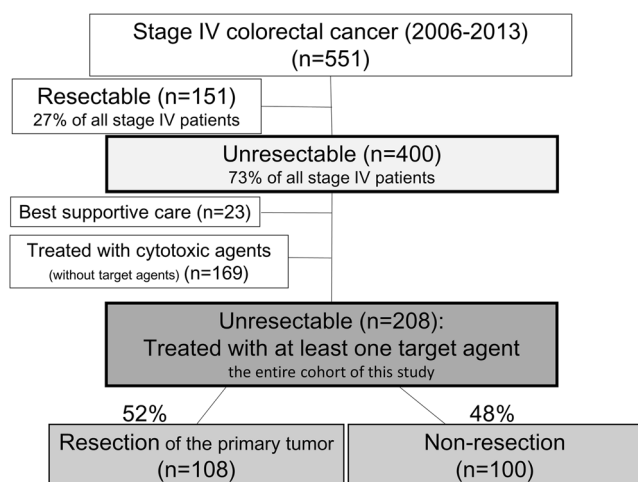 Stage IV colorectal cancer (2006-2013)
(n=551)
Resectable (n=151)
27% of all stage IV patients
Unresectable (n=400)
73% of all stage IV patients
Best supportive care (n=23)
Treated with cytotoxic agents
(without target agents) (n=169)
Unresectable (n=208):
Treated with at least one target agent
the entire cohort of this study
52%
48%
Resection of the primary tumor
(n=108)
Non-resection
(n=100)